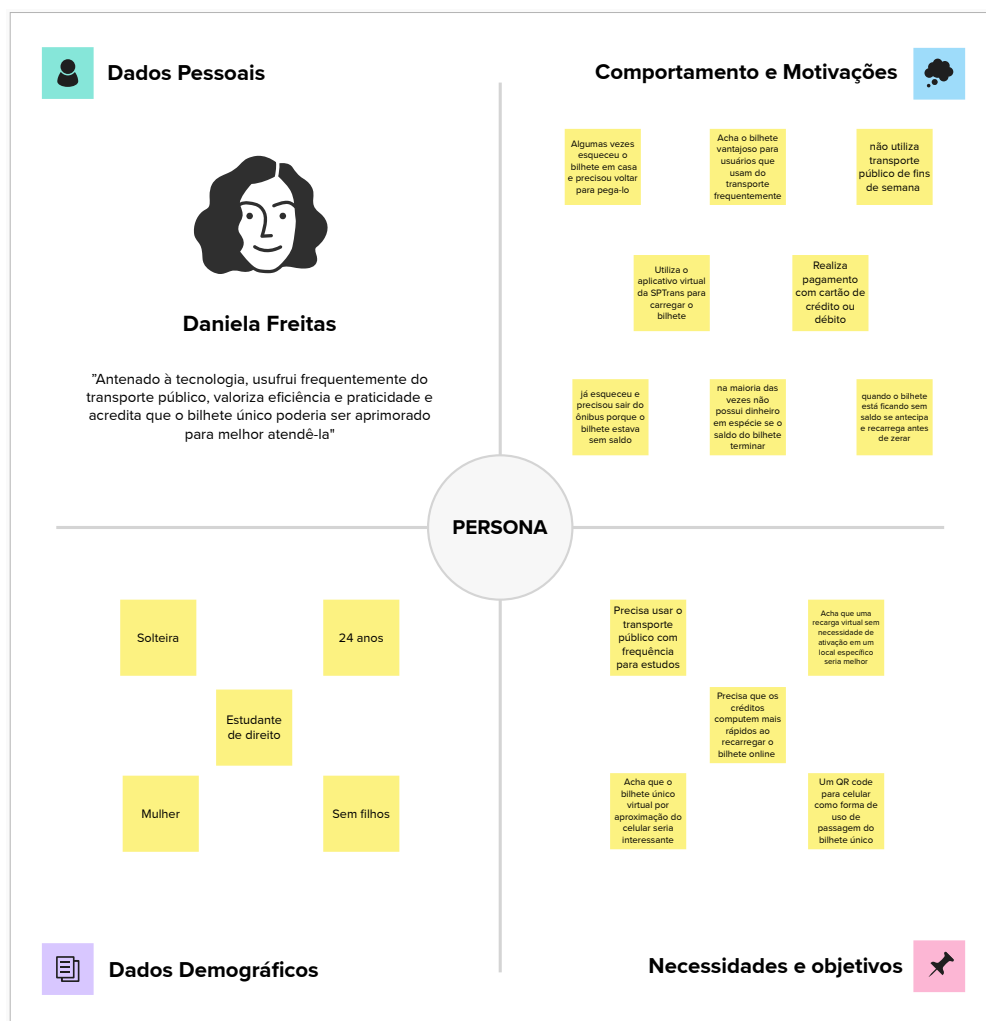 Dados Pessoais
Daniela Freitas
"Antenado à tecnologia, usufrui frequentemente do
transporte público, valoriza eficiência e praticidade e
acredita que o bilhete único poderia ser aprimorado
para melhor atendê-la"
Comportamento e Motivações
Algumas vezes
esqueceu o
bilhete em casa
e precisou voltar
para pega-lo
Acha o bilhete
vantajoso para
usuários que
usam do
transporte
frequentemente
não utiliza
transporte
público de fins
de semana
Utiliza o
aplicativo virtual
da SPTrans para
carregar o
bilhete
Realiza
pagamento
com cartão de
crédito ou
débito
já esqueceu e
precisou sair do
ônibus porque o
bilhete estava
sem saldo
na maioria das
vezes não
possui dinheiro
em espécie se o
saldo do bilhete
terminar
quando o bilhete
está ficando sem
saldo se antecipa
e recarrega antes
de zerar
PERSONA
Solteira
24 anos
Estudante
de direito
Mulher
Sem filhos
Dados Demográficos
Precisa usar o
transporte
público com
frequência
para estudos
Acha que uma
recarga virtual sem
necessidade de
ativação em um
local específico
seria melhor
Precisa que os
créditos
computem mais
rápidos ao
recarregar o
bilhete online
Acha que o
bilhete único
virtual por
aproximação do
celular seria
interessante
Um QR code
para celular
como forma de
uso de
passagem do
bilhete único
Necessidades e objetivos